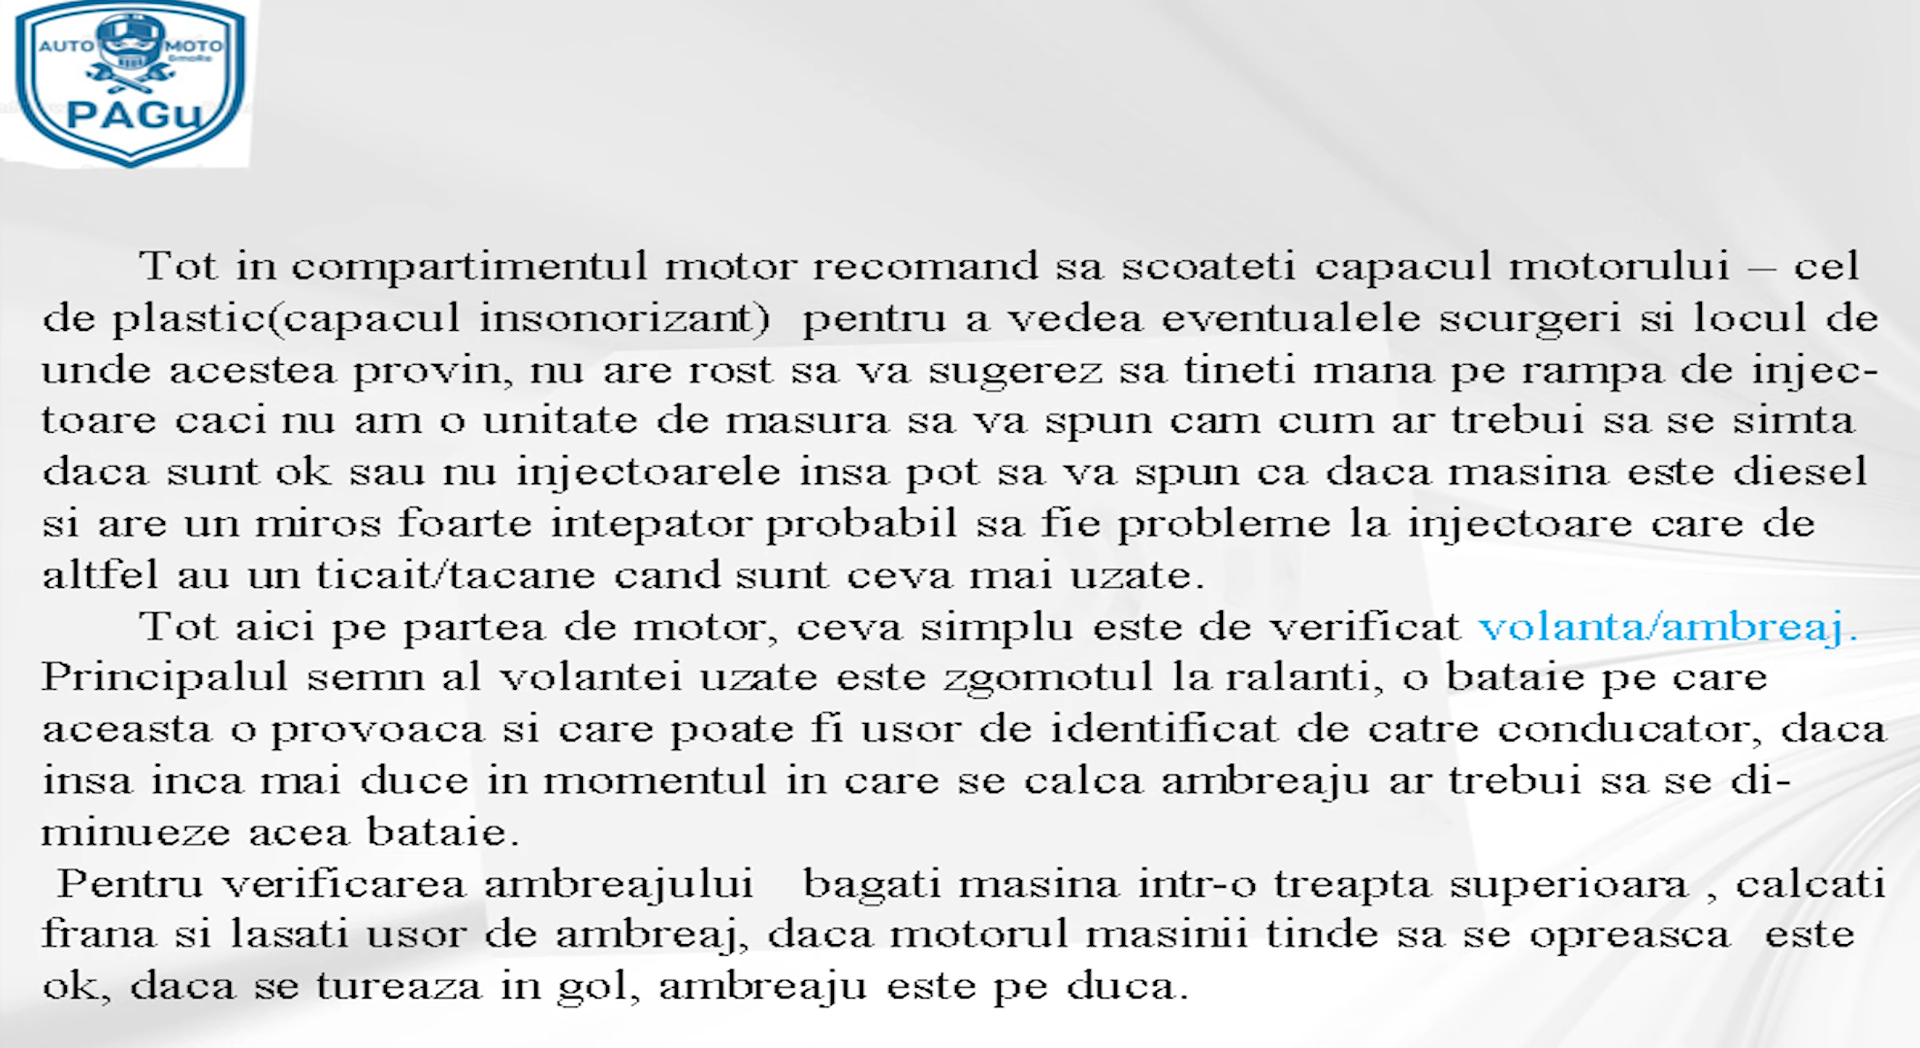 AUTO MOTO
PAGu
Tot in compartimentul motor recomand sa scoateti capacul motorului – cel
de plastic(capacul insonorizant) pentru a vedea eventualele scurgeri si locul de
unde acestea provin, nu are rost sa va sugerez sa tineti mana pe rampa de injec-
toare caci nu am o unitate de masura sa va spun cam cum ar trebui sa se simta
daca sunt ok sau nu injectoarele insa pot sa va spun ca daca masina este diesel
si are un miros foarte intepator probabil sa fie probleme la injectoare care de
altfel au un ticait/tacane cand sunt ceva mai uzate.
Tot aici pe partea de motor, ceva simplu este de verificat volanta/ambreaj.
Principalul semn al volantei uzate este zgomotul la ralanti, o bataie pe care
aceasta o provoaca si care poate fi usor de identificat de catre conducator, daca
insa inca mai duce in momentul in care se calca ambreaju ar trebui sa se di-
minueze acea bataie.
Pentru verificarea ambreajului bagati masina intr-o treapta superioara , calcati
frana si lasati usor de ambreaj, daca motorul masinii tinde sa se opreasca este
ok, daca se tureaza in gol, ambreaju este pe duca.